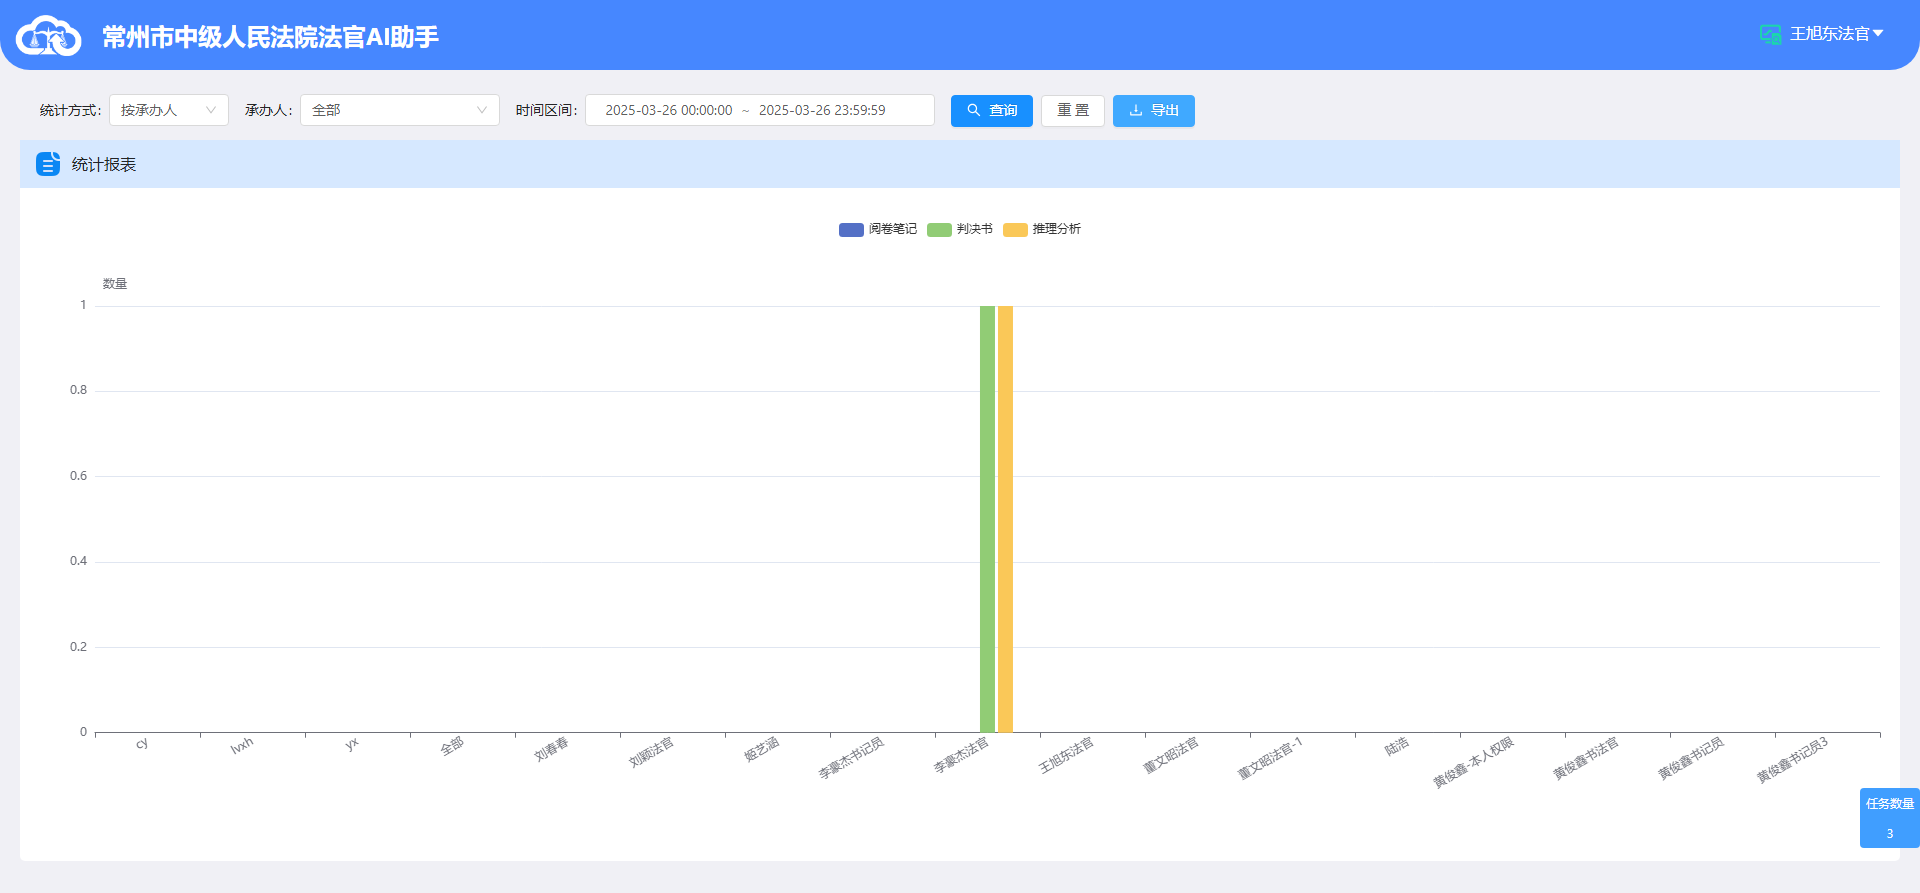 常州市中级人民法院法官AI助手
王旭东法官
统计方式: 按承办人 承办人: 全部 时间区间: 2025-03-26 00:00:00 ~ 2025-03-26 23:59:59 查询 重 置 导出
统计报表
阅卷笔记 判决书 推理分析
数量
1
0.8
0.6
0.4
0.2
0
cy lvxh yx 全部 刘春春 刘颖法官 姬艺涵 李豪杰书记员 李豪杰法官 王旭东法官 董文昭法官 董文昭法官-1 陆浩 黄俊鑫-本人权限 黄俊鑫书法官 黄俊鑫书记员 黄俊鑫书记员3
任务数量
3